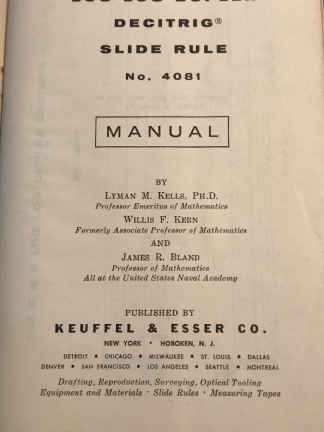 DECITRIG®
SLIDE RULE
No. 4081
MANUAL
BY
LYMAN M. KELLS, PH.D.
Professor Emeritus of Mathematics
WILLIS F. KERN
Formerly Associate Professor of Mathematics
AND
JAMES R. BLAND
Professor of Mathematics
All at the United States Naval Academy
PUBLISHED BY
KEUFFEL & ESSER CO.
NEW YORK • HOBOKEN, N. J.
DETROIT • CHICAGO • MILWAUKEE • ST. LOUIS • DALLAS
DENVER • SAN FRANCISCO • LOS ANGELES • SEATTLE • MONTREAL
Drafting, Reproduction, Surveying, Optical Tooling
Equipment and Materials • Slide Rules • Measuring Tapes